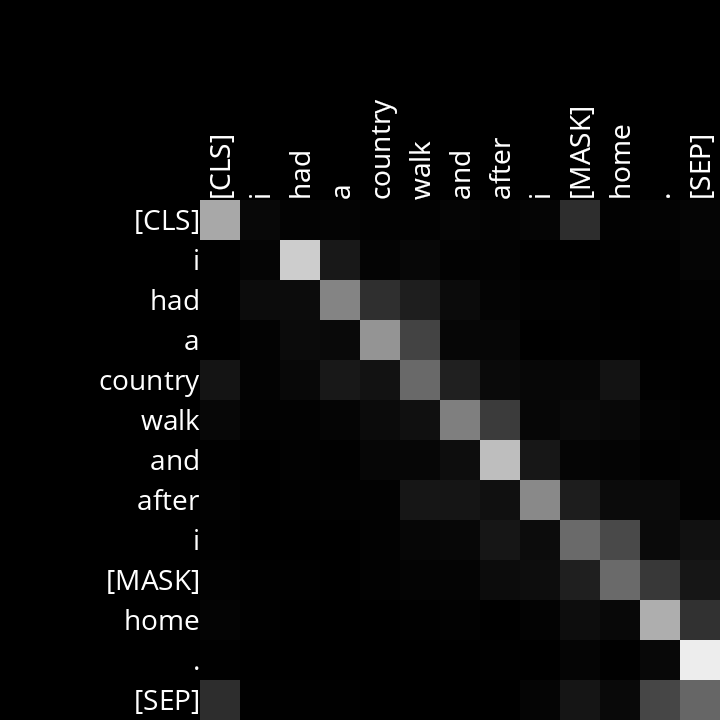 [CLS] i had a country walk and after i [MASK] home . [SEP]
[CLS]
i
had
a
country
walk
and
after
i
[MASK]
home
.
[SEP]